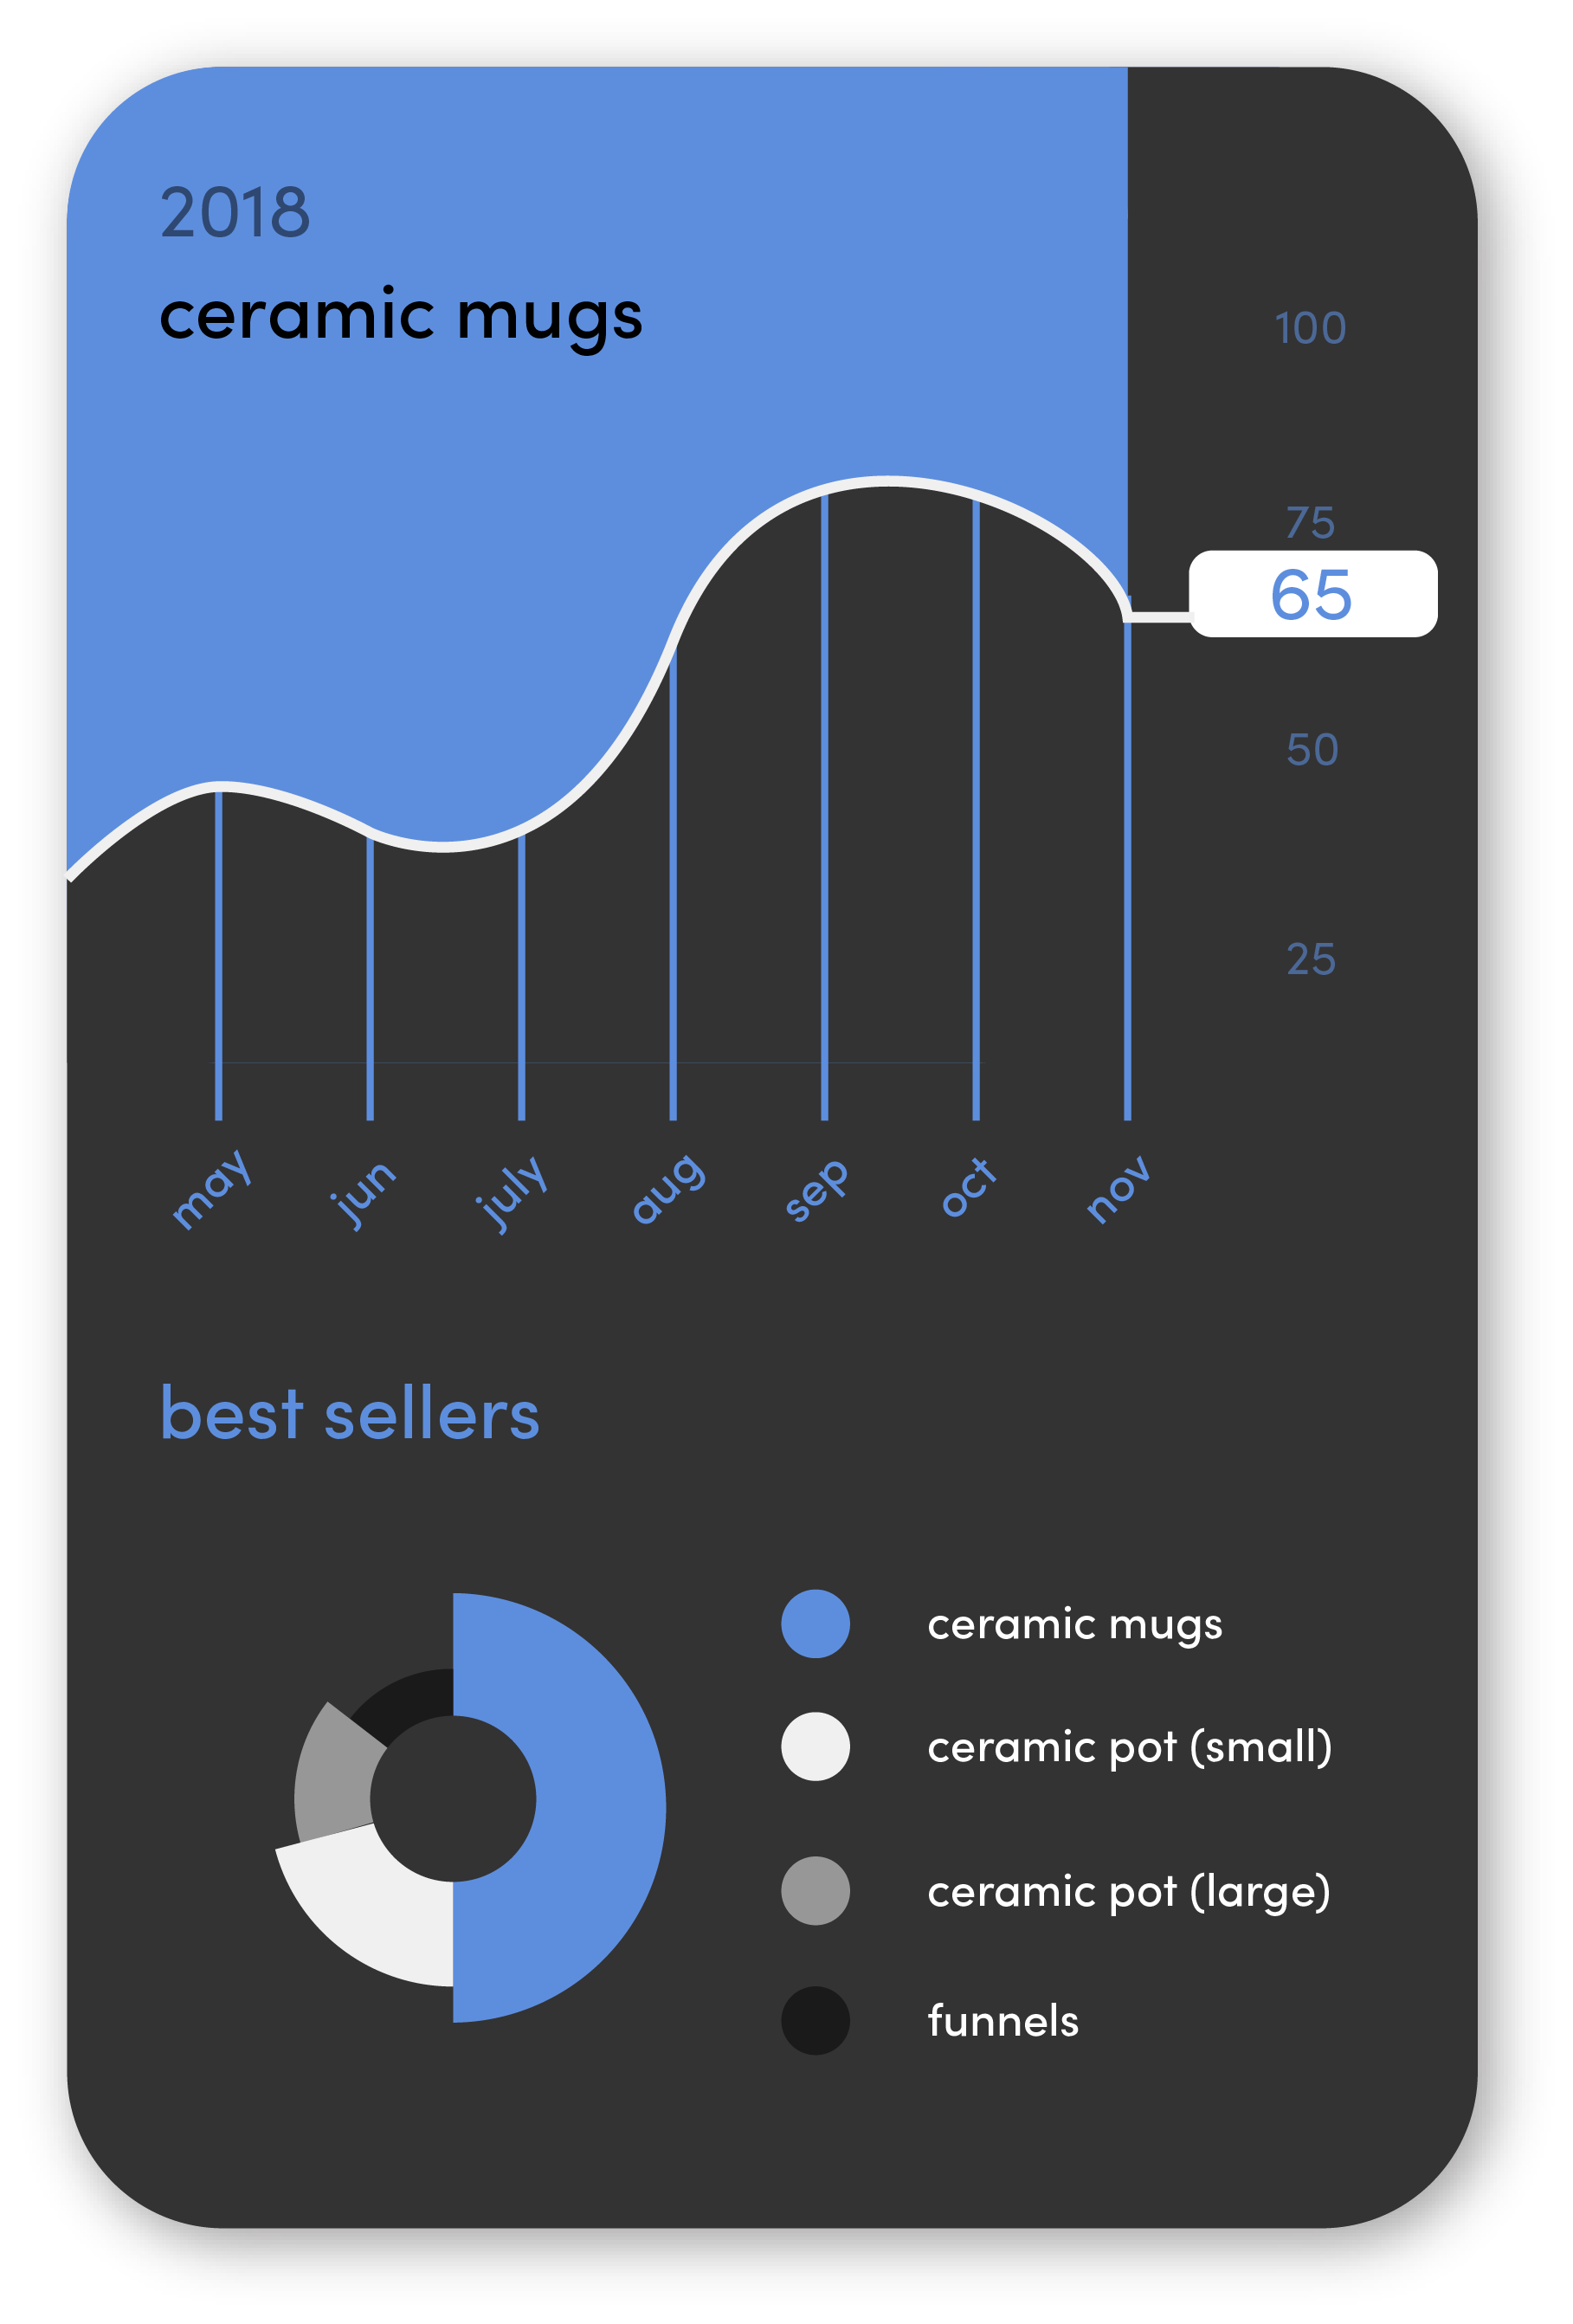 2018
ceramic mugs
100
75
65
50
25
may jun july aug sep oct nov
best sellers
ceramic mugs
ceramic pot (small)
ceramic pot (large)
funnels